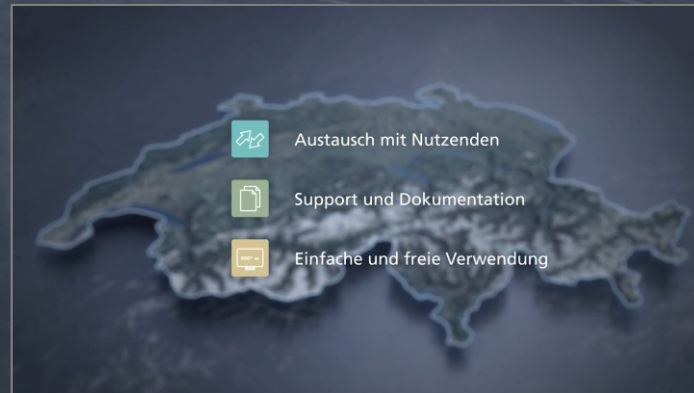 Austausch mit Nutzenden
Support und Dokumentation
Einfache und freie Verwendung